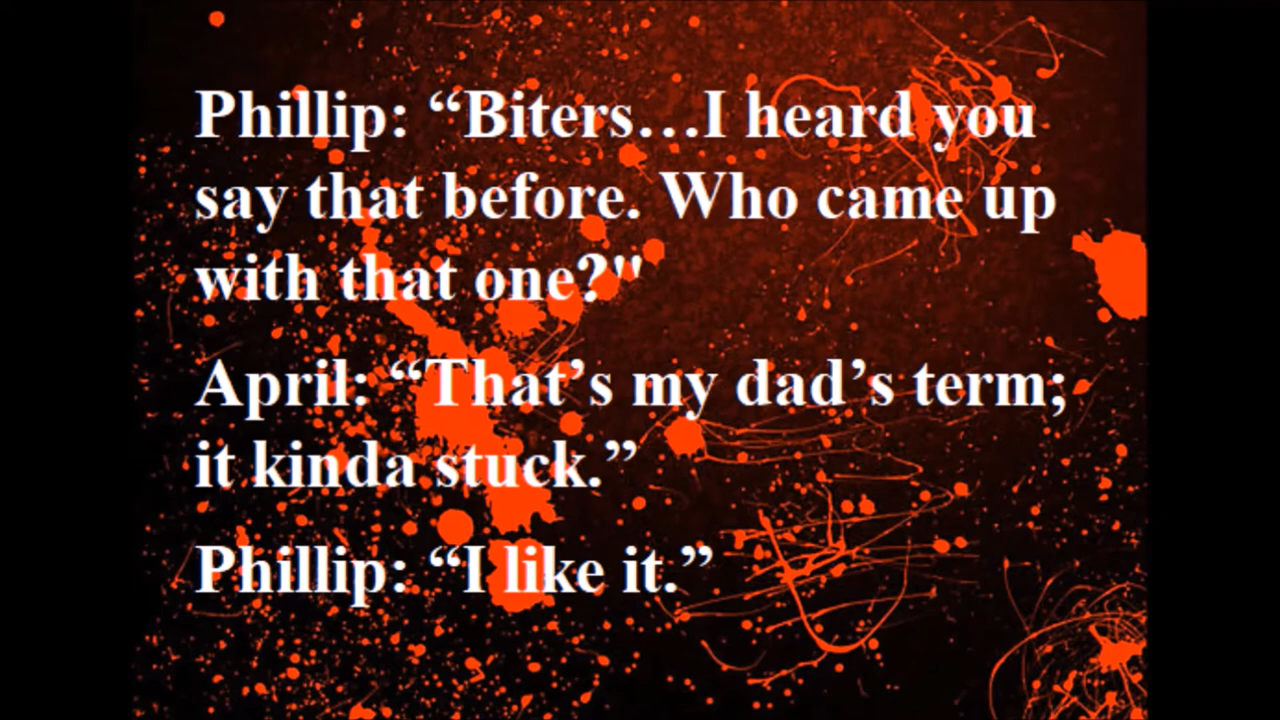 Phillip: “Biters…I heard you
say that before. Who came up
with that one?"
April: “That’s my dad’s term;
it kinda stuck.”
Phillip: “I like it.”